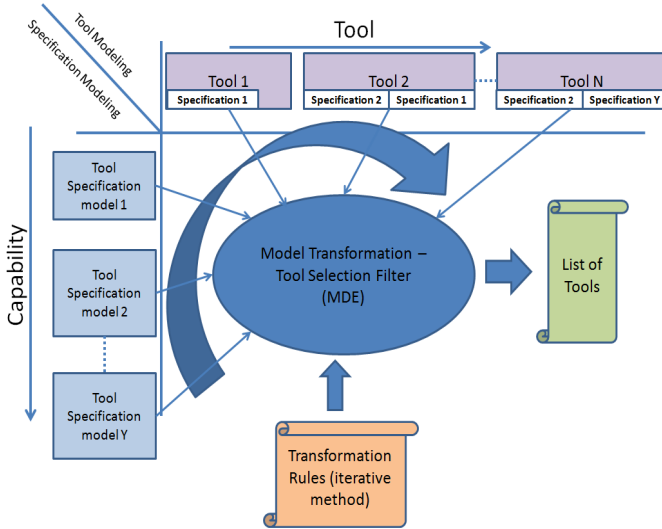 Tool Modeling
Specification Modeling
Tool
Tool 1
Specification 1
Tool 2
Specification 2
Specification 1
Tool N
Specification 2
Specification Y
Capability
Tool
Specification
model 1
Tool
Specification
model 2
Tool
Specification
model Y
Model Transformation –
Tool Selection Filter
(MDE)
List of
Tools
Transformation
Rules (iterative
method)